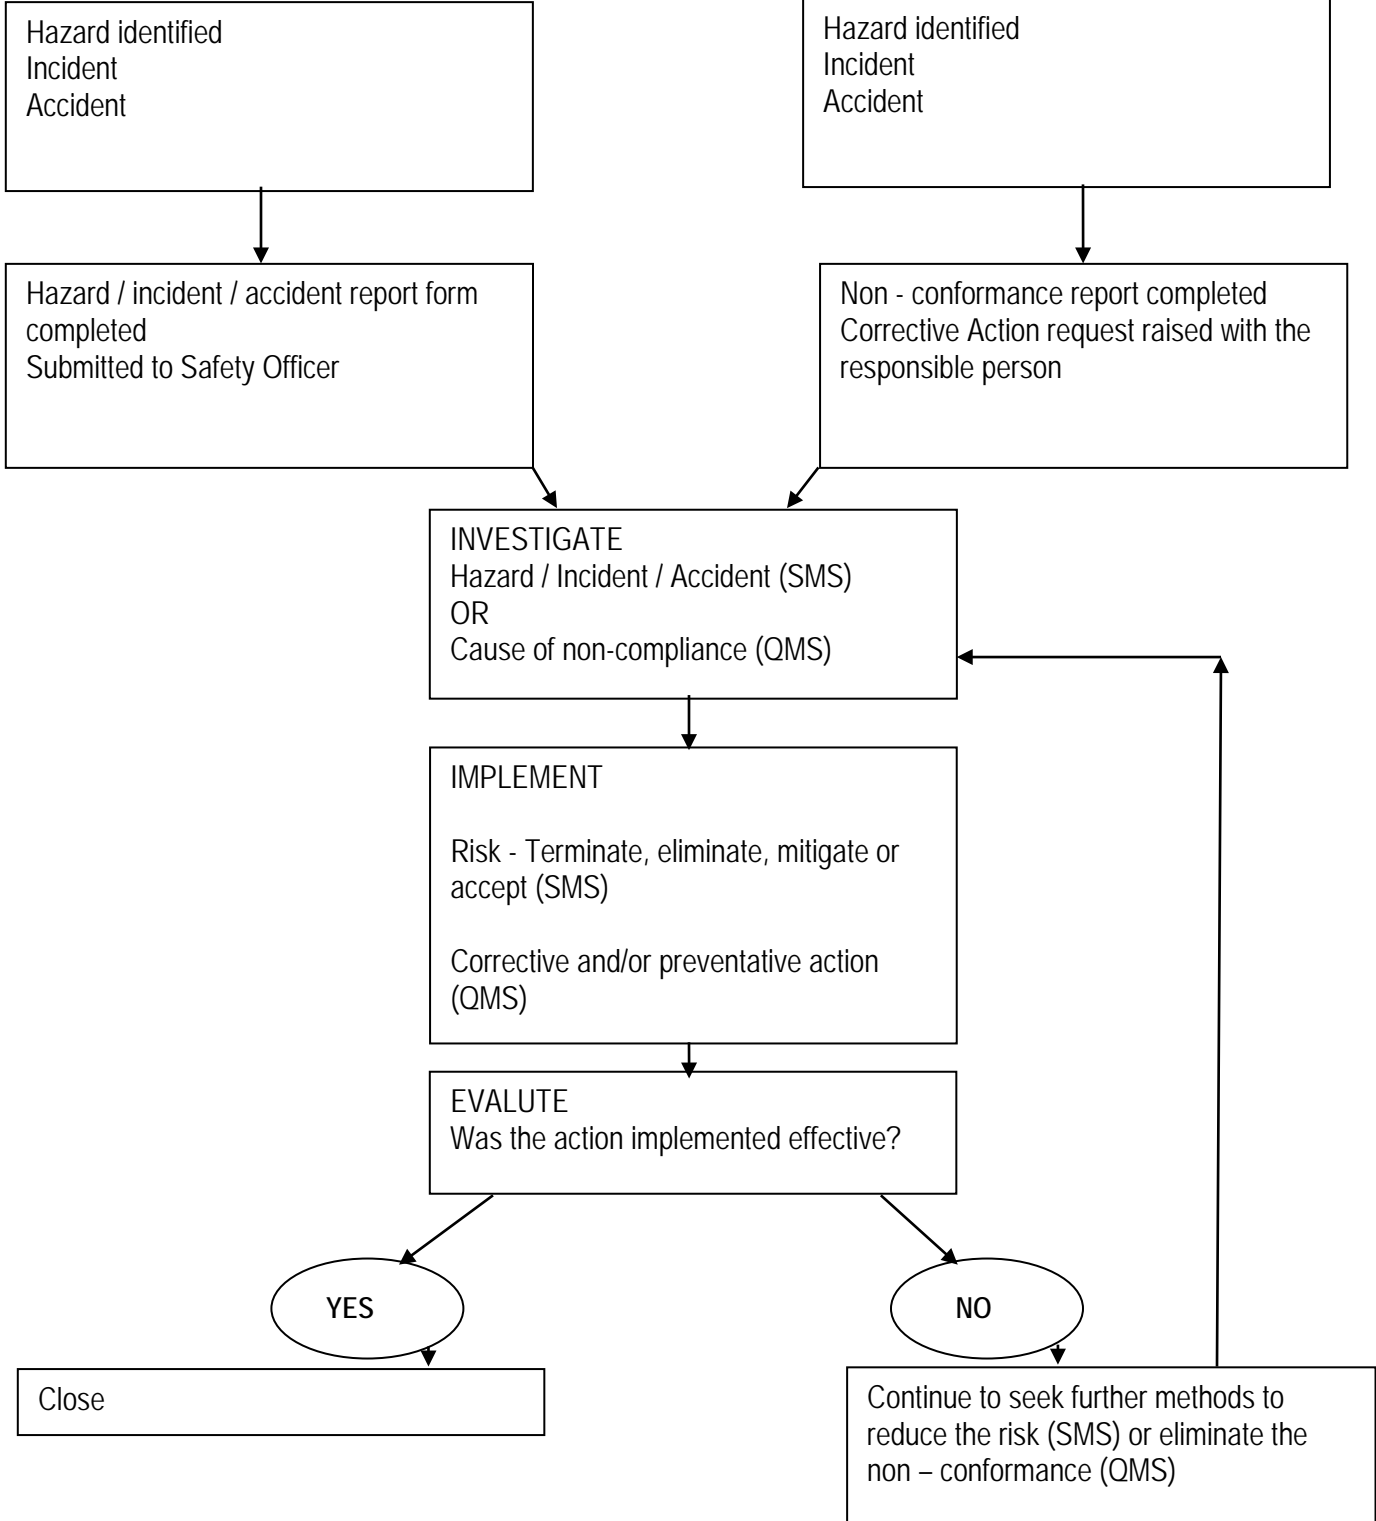 Hazard identified
Incident
Accident
Hazard identified
Incident
Accident
Hazard / incident / accident report form
completed
Submitted to Safety Officer
Non - conformance report completed
Corrective Action request raised with the
responsible person
INVESTIGATE
Hazard / Incident / Accident (SMS)
OR
Cause of non-compliance (QMS)
IMPLEMENT
Risk - Terminate, eliminate, mitigate or
accept (SMS)
Corrective and/or preventative action
(QMS)
EVALUTE
Was the action implemented effective?
YES
NO
Close
Continue to seek further methods to
reduce the risk (SMS) or eliminate the
non – conformance (QMS)